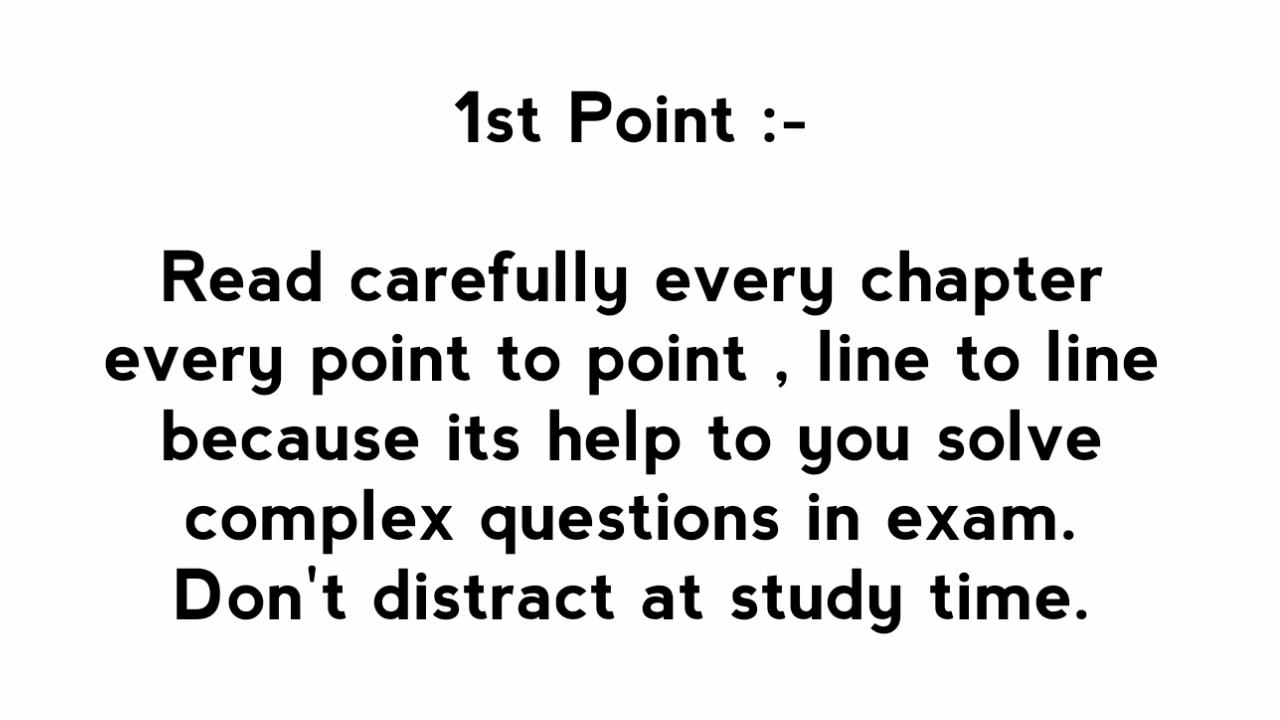 1st Point :-
Read carefully every chapter
every point to point , line to line
because its help to you solve
complex questions in exam.
Don't distract at study time.